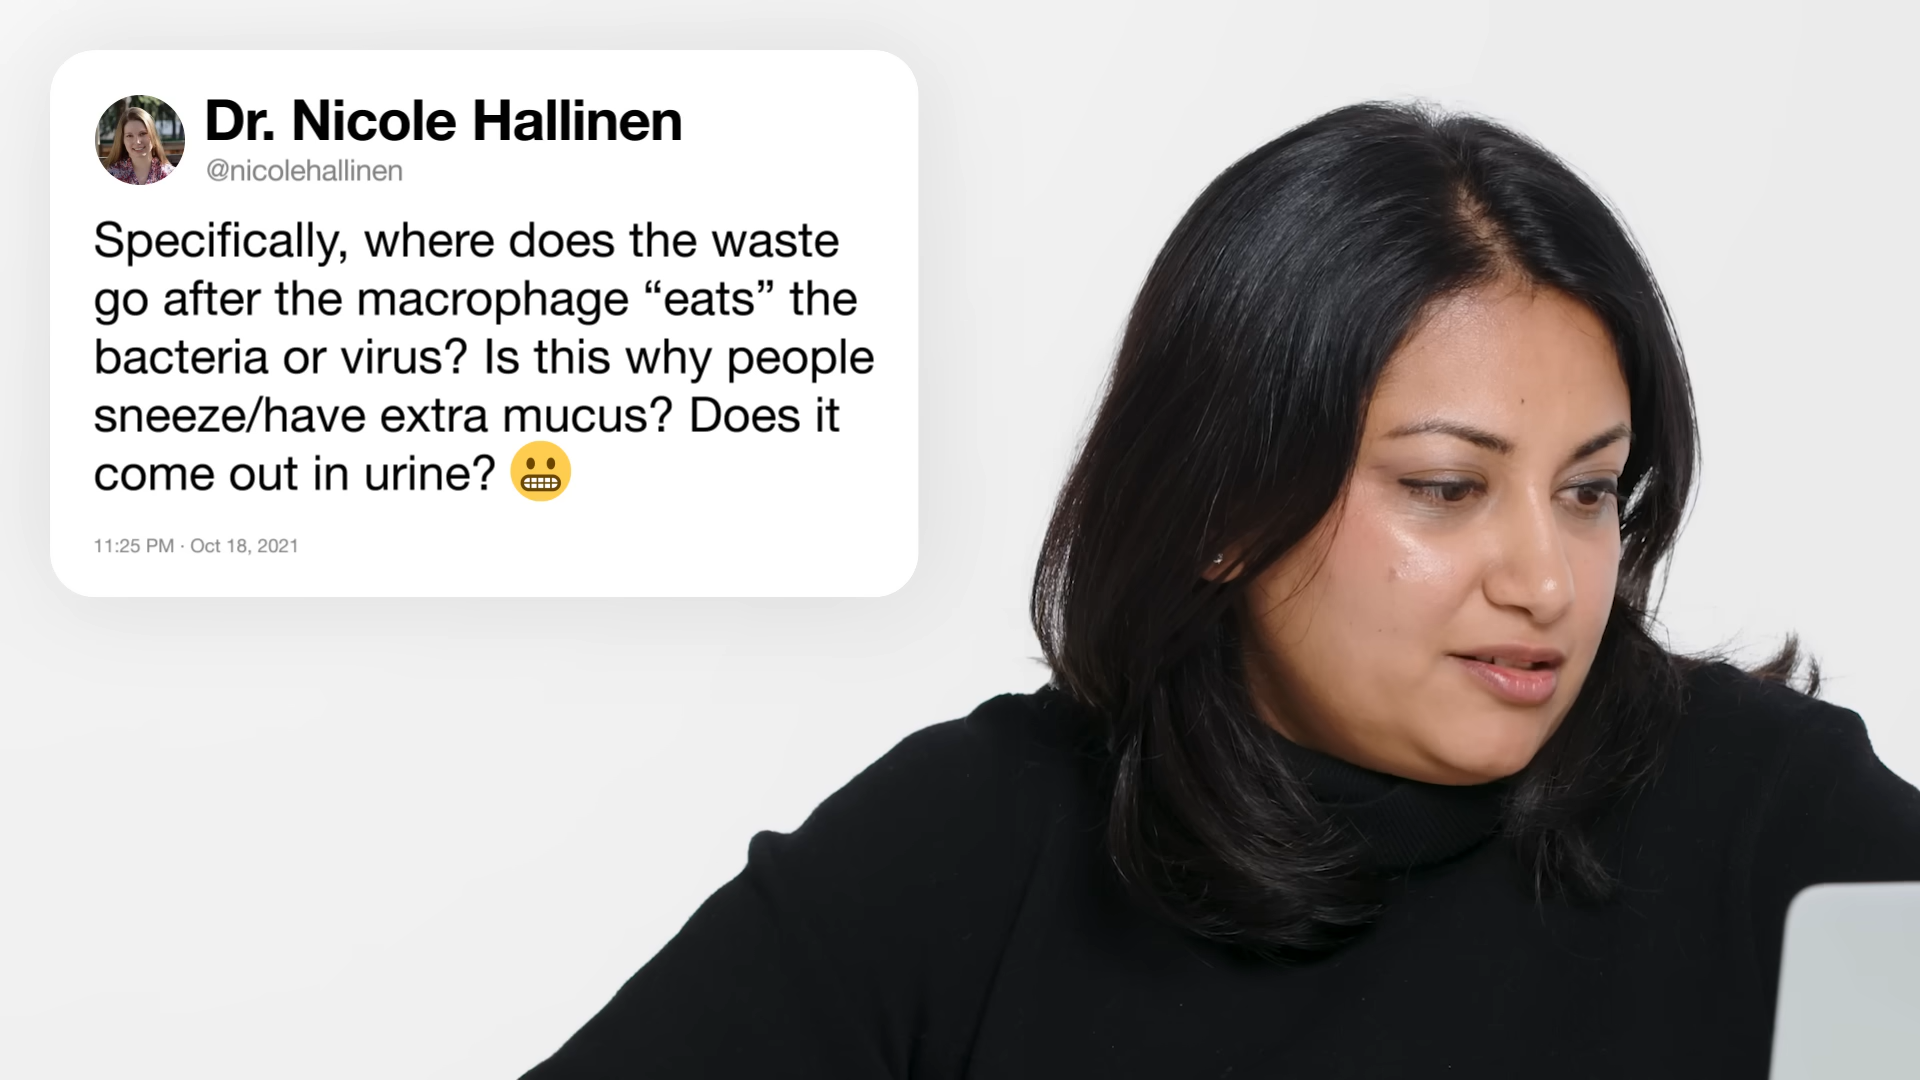 Dr. Nicole Hallinen
@nicolehallinen
Specifically, where does the waste
go after the macrophage “eats” the
bacteria or virus? Is this why people
sneeze/have extra mucus? Does it
come out in urine? 😬
11:25 PM · Oct 18, 2021